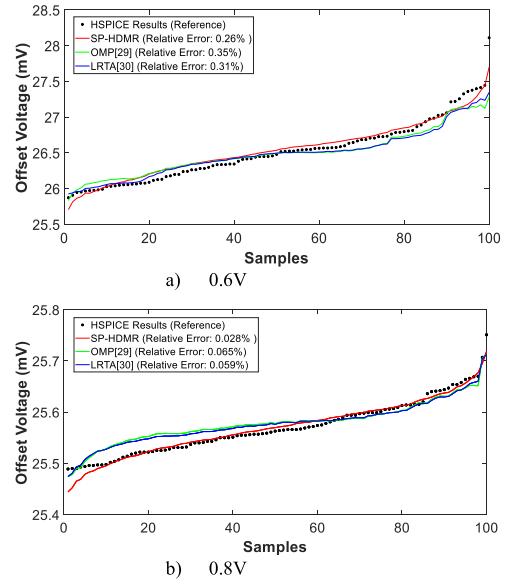 28.5
28
27.5
27
26.5
26
25.5
Offset Voltage (mV)
HSPICE Results (Reference)
SP-HDMR (Relative Error: 0.26% )
OMP[29] (Relative Error: 0.35%)
LRTA[30] (Relative Error: 0.31%)
0 20 40 60 80 100
Samples
a) 0.6V
25.8
25.7
25.6
25.5
25.4
Offset Voltage (mV)
HSPICE Results (Reference)
SP-HDMR (Relative Error: 0.028% )
OMP[29] (Relative Error: 0.065%)
LRTA[30] (Relative Error: 0.059%)
0 20 40 60 80 100
Samples
b) 0.8V